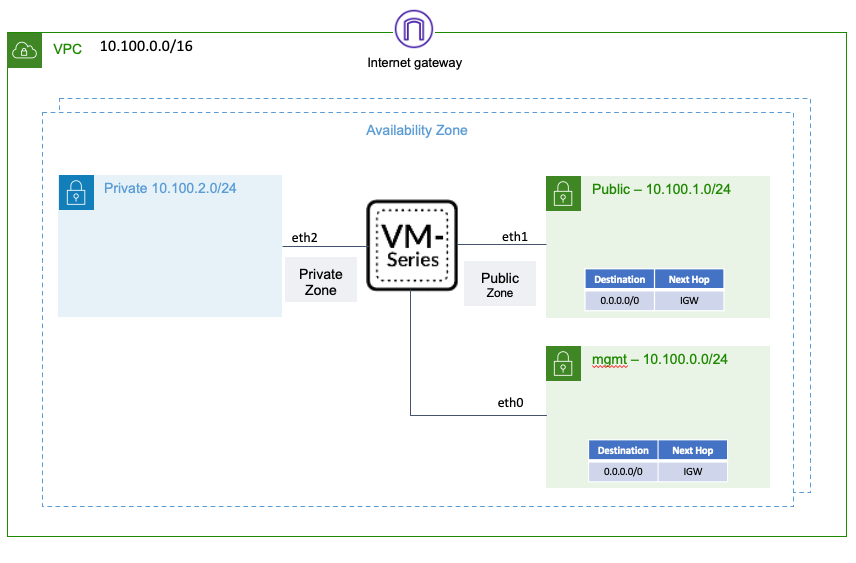 VPC 10.100.0.0/16
Internet gateway
Availability Zone
Private 10.100.2.0/24
eth2
Private
Zone
VM-
Series
eth1
Public
Zone
Public – 10.100.1.0/24
Destination Next Hop
0.0.0.0/0 IGW
eth0
mgmt – 10.100.0.0/24
Destination Next Hop
0.0.0.0/0 IGW